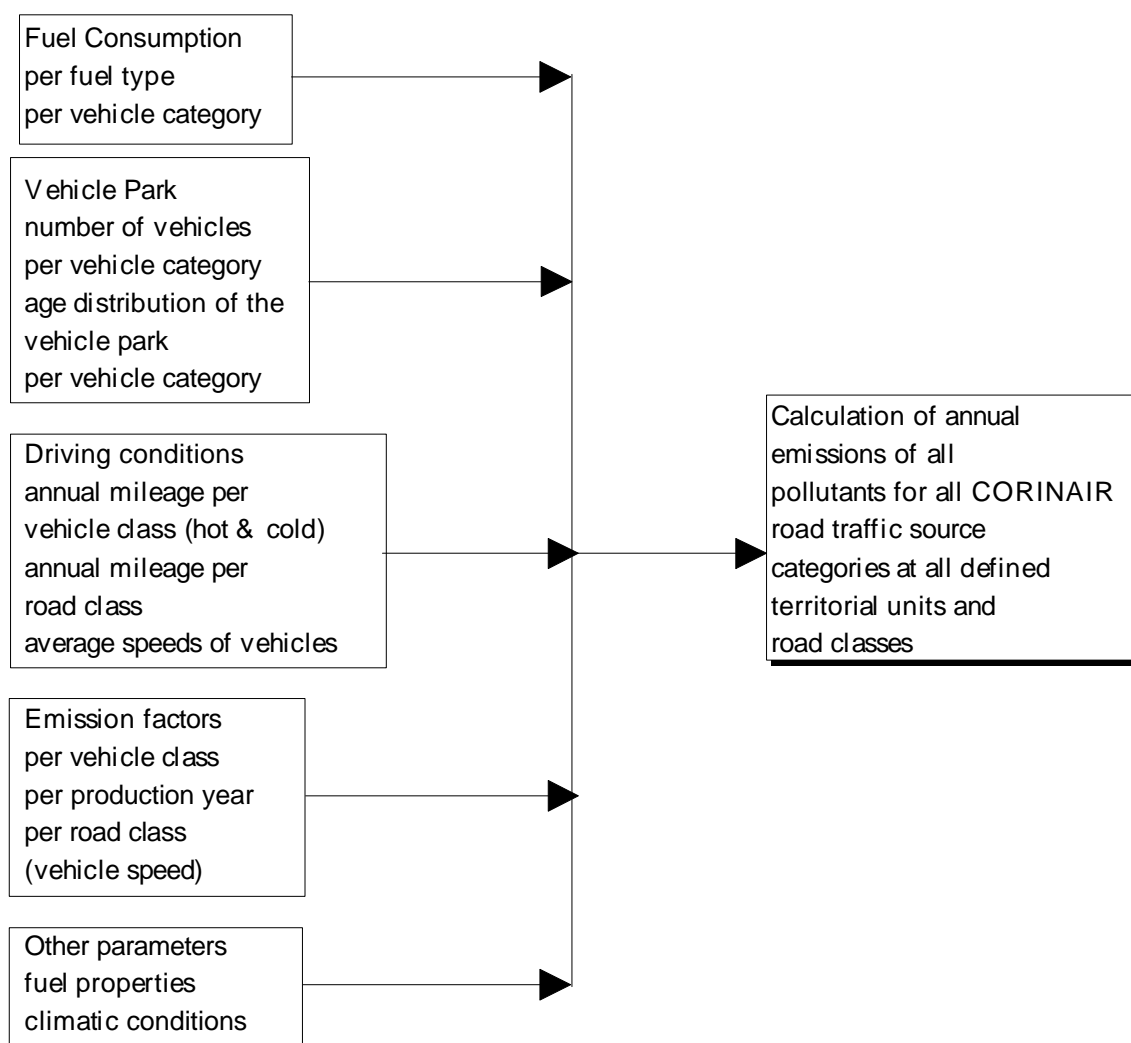 Fuel Consumption
per fuel type
per vehicle category
Vehicle Park
number of vehicles
per vehicle category
age distribution of the
vehicle park
per vehicle category
Driving conditions
annual mileage per
vehicle class (hot & cold)
annual mileage per
road class
average speeds of vehicles
Emission factors
per vehicle class
per production year
per road class
(vehicle speed)
Other parameters
fuel properties
climatic conditions
Calculation of annual
emissions of all
pollutants for all CORINAIR
road traffic source
categories at all defined
territorial units and
road classes